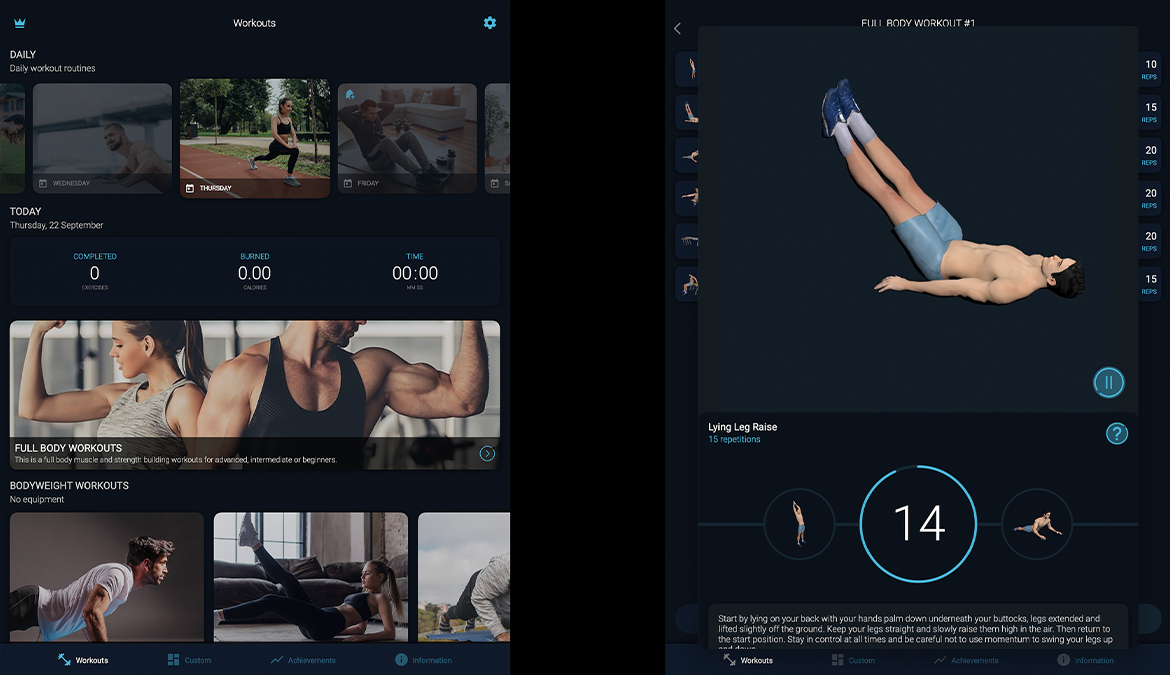 Workouts
DAILY
Daily workout routines
WEDNESDAY
THURSDAY
FRIDAY
TODAY
Thursday, 22 September
COMPLETED BURNED TIME
0 0.00 00:00
EXERCISES CALORIES MM:SS
FULL BODY WORKOUTS
This is a full body muscle and strength building workouts for advanced, intermediate or beginners.
BODYWEIGHT WORKOUTS
No equipment
Workouts Custom Achievements Information
FULL BODY WORKOUT #1
10
REPS
15
REPS
20
REPS
20
REPS
20
REPS
15
REPS
Lying Leg Raise
15 repetitions
?
14
Start by lying on your back with your hands palm down underneath your buttocks, legs extended and
lifted slightly off the ground. Keep your legs straight and slowly raise them high in the air. Then return to
the start position. Stay in control at all times and be careful not to use momentum to swing your legs up
and down.
Workouts Custom Achievements Information